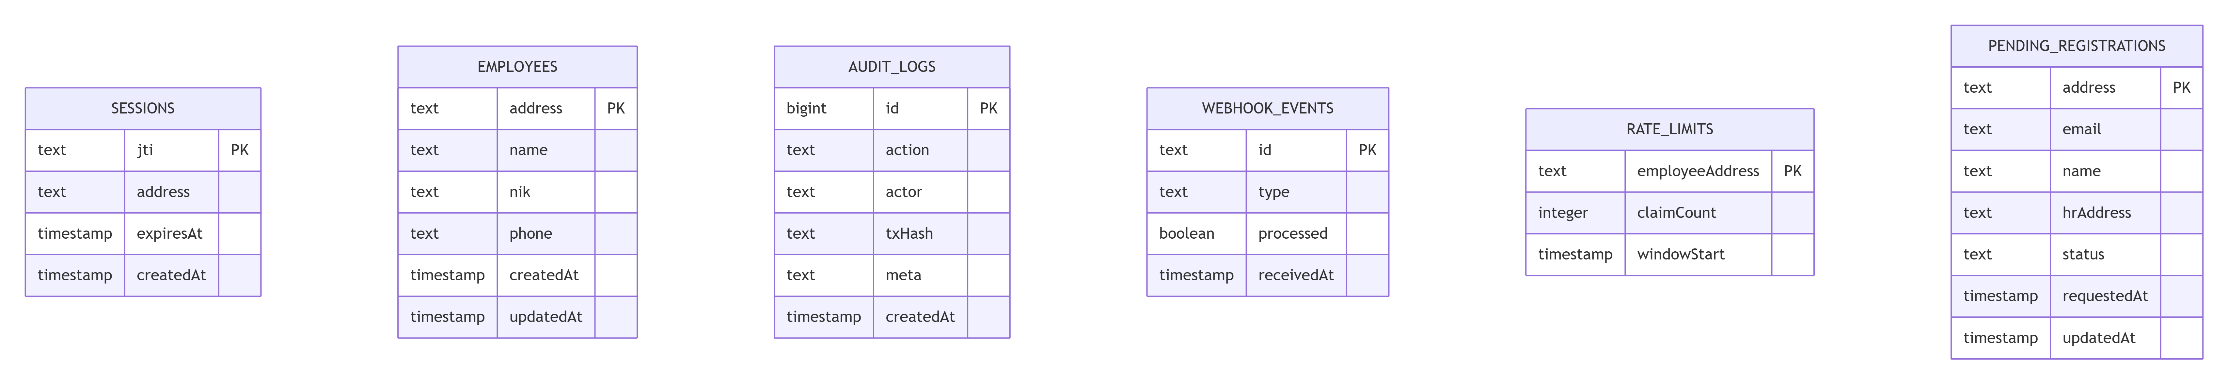 SESSIONS
text jti PK
text address
timestamp expiresAt
timestamp createdAt
EMPLOYEES
text address PK
text name
text nik
text phone
timestamp createdAt
timestamp updatedAt
AUDIT_LOGS
bigint id PK
text action
text actor
text txHash
text meta
timestamp createdAt
WEBHOOK_EVENTS
text id PK
text type
boolean processed
timestamp receivedAt
RATE_LIMITS
text employeeAddress PK
integer claimCount
timestamp windowStart
PENDING_REGISTRATIONS
text address PK
text email
text name
text hrAddress
text status
timestamp requestedAt
timestamp updatedAt